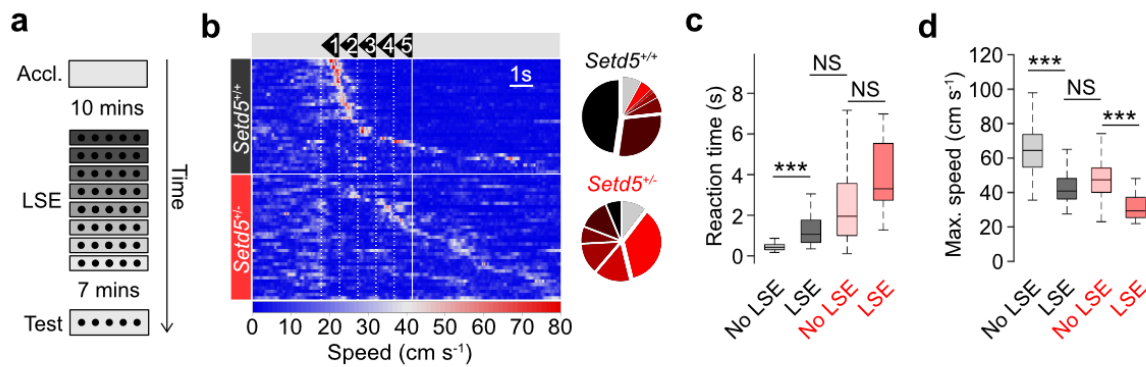 a
Accl.
10 mins
LSE
Time
7 mins
Test
b
1 2 3 4 5
1s
Setd5+/+
Setd5+/-
0 10 20 30 40 50 60 70 80
Speed (cm s-1)
Setd5+/+
Setd5+/-
c
Reaction time (s)
8
6
4
2
0
NS
NS
***
No LSE
LSE
No LSE
LSE
d
Max. speed (cm s-1)
120
100
80
60
40
20
0
***
NS
***
No LSE
LSE
No LSE
LSE